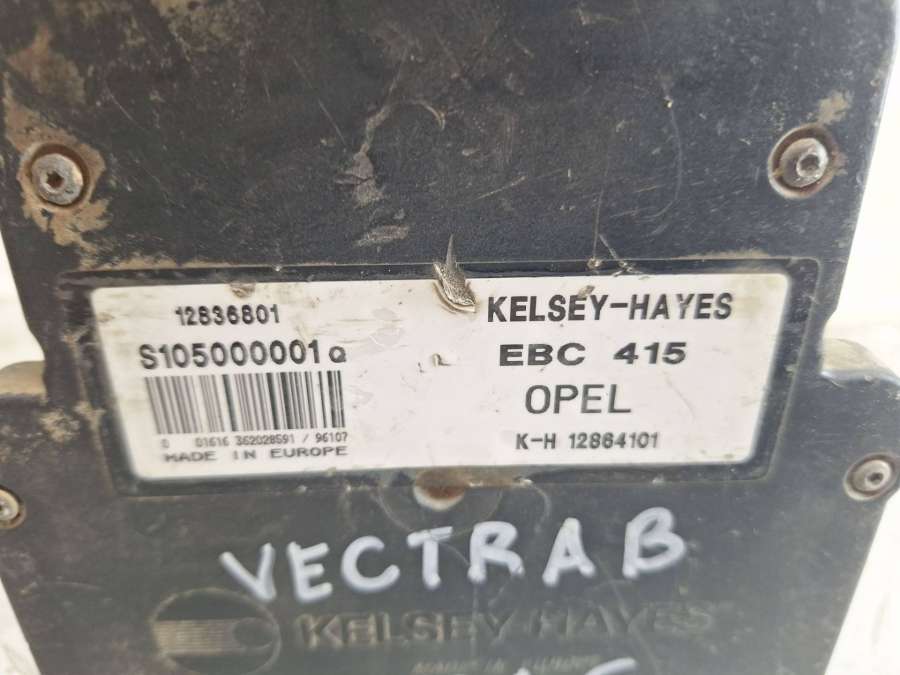 12836801
S105000001Q
0 01616 362028591 / 96107
MADE IN EUROPE
KELSEY-HAYES
EBC 415
OPEL
K-H 12864101
VECTRA B
KELSEY-HAYES